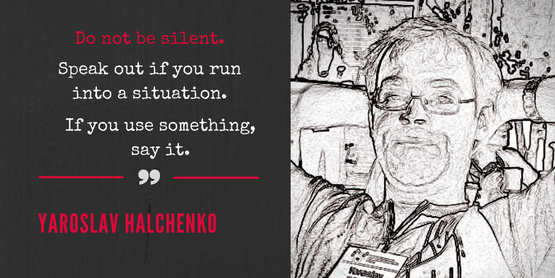 Do not be silent.
Speak out if you run
into a situation.
If you use something,
say it.
❞
YAROSLAV HALCHENKO
Yaroslav